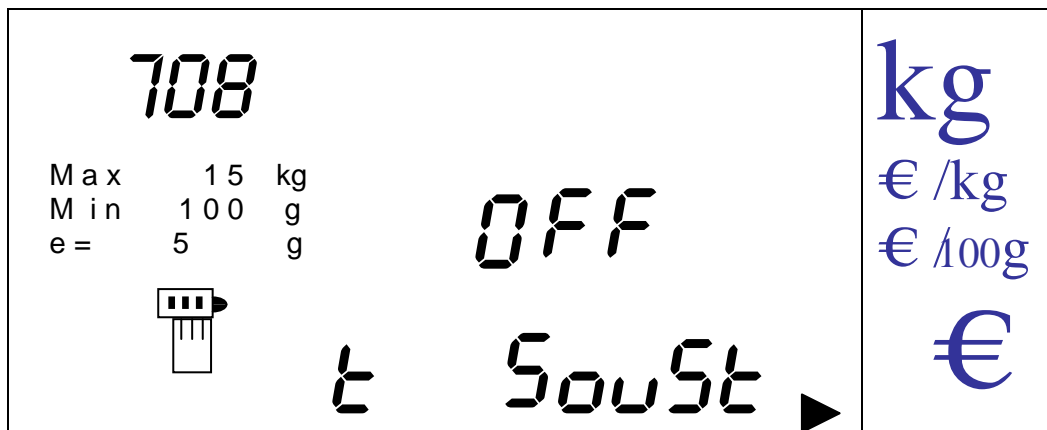 708
Max 15 kg
Min 100 g
e= 5 g
OFF
t SouSt
kg
€/kg
€/100g
€